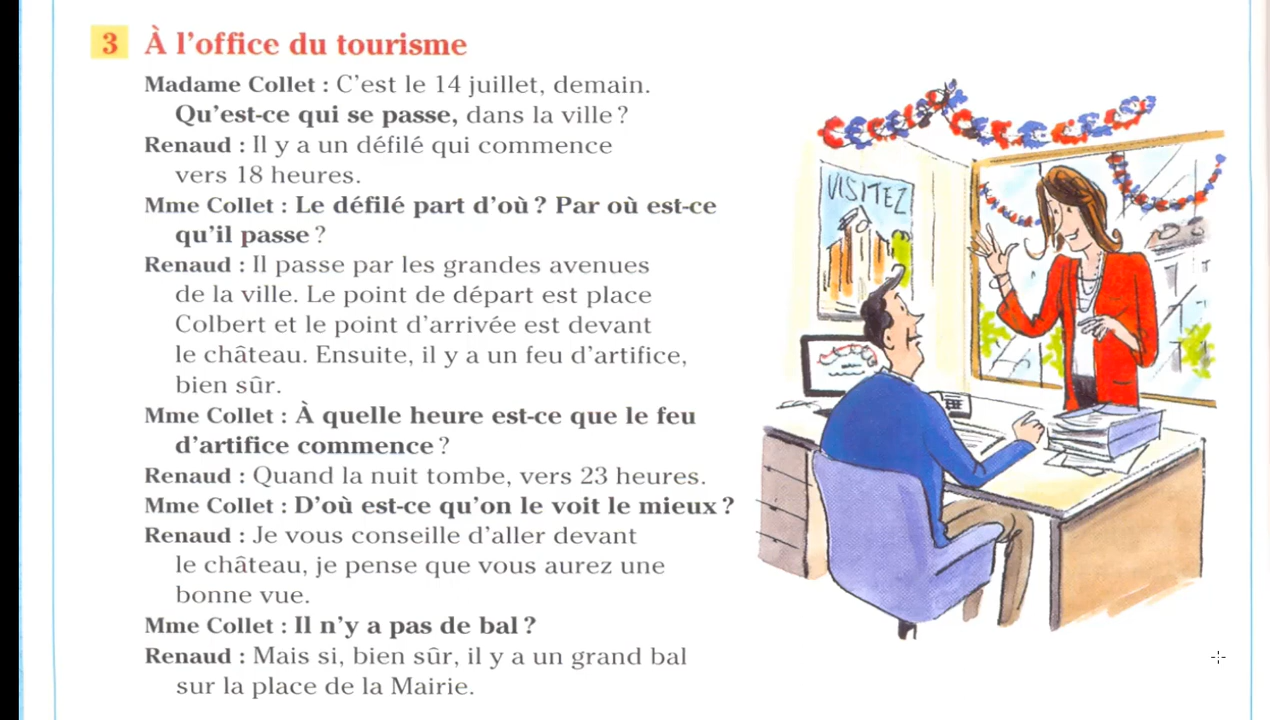 3 À l'office du tourisme
Madame Collet : C'est le 14 juillet, demain.
Qu'est-ce qui se passe, dans la ville ?
Renaud : Il y a un défilé qui commence
vers 18 heures.
Mme Collet : Le défilé part d'où ? Par où est-ce
qu'il passe ?
Renaud : Il passe par les grandes avenues
de la ville. Le point de départ est place
Colbert et le point d'arrivée est devant
le château. Ensuite, il y a un feu d'artifice,
bien sûr.
Mme Collet : À quelle heure est-ce que le feu
d'artifice commence ?
Renaud : Quand la nuit tombe, vers 23 heures.
Mme Collet : D'où est-ce qu'on le voit le mieux ?
Renaud : Je vous conseille d'aller devant
le château, je pense que vous aurez une
bonne vue.
Mme Collet : Il n'y a pas de bal ?
Renaud : Mais si, bien sûr, il y a un grand bal
sur la place de la Mairie.
VISITEZ